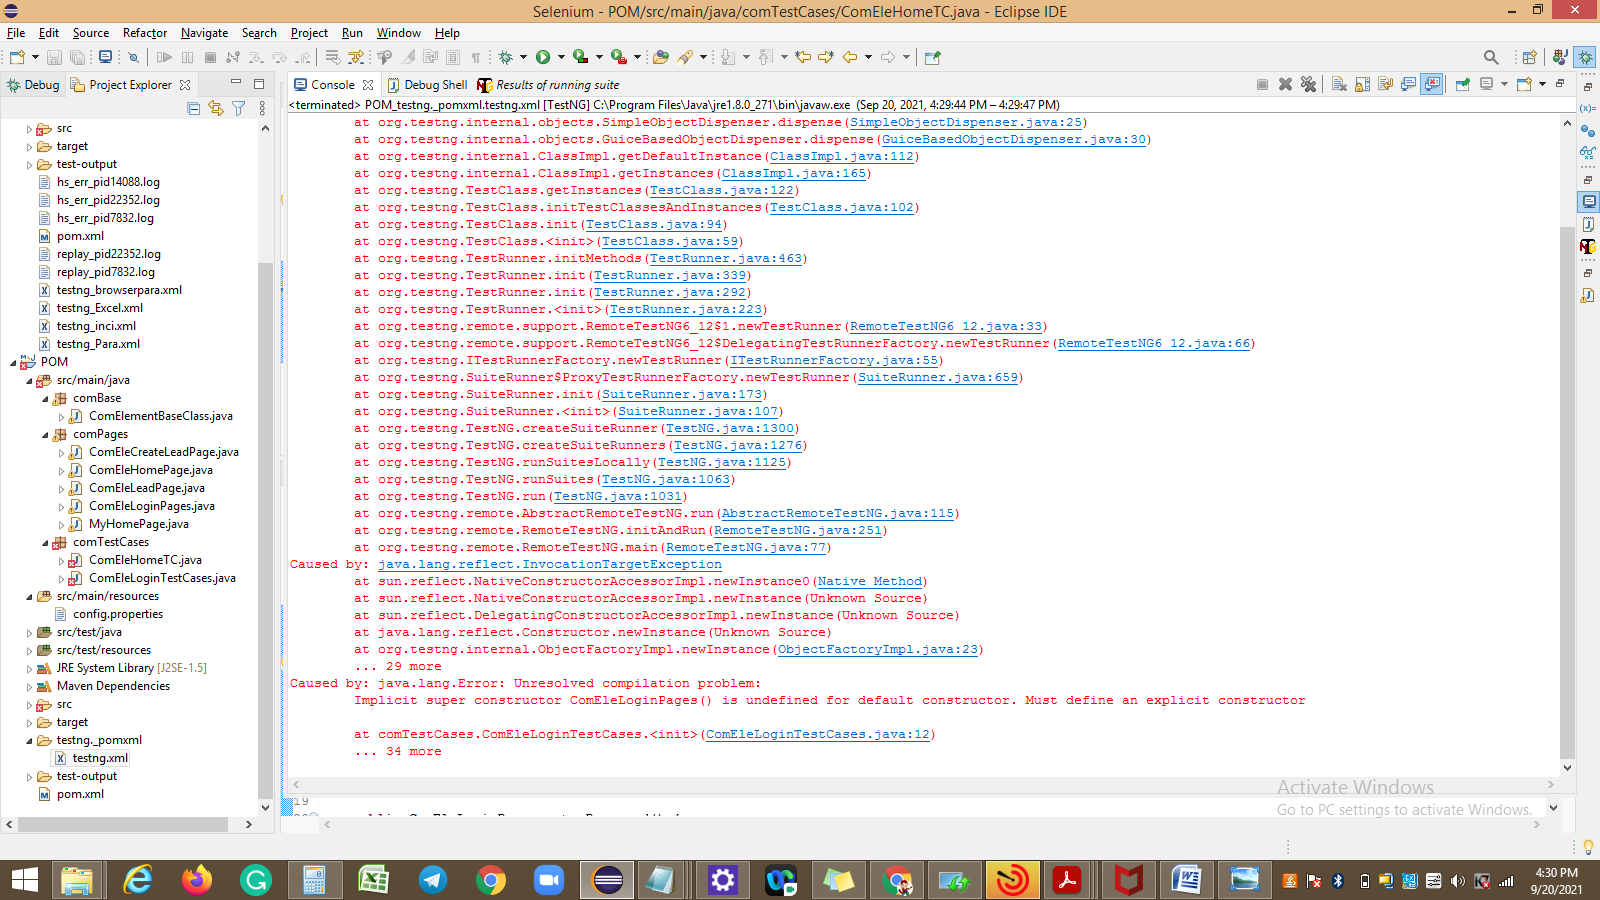 Selenium - POM/src/main/java/comTestCases/ComEleHomeTC.java - Eclipse IDE
File Edit Source Refactor Navigate Search Project Run Window Help
Debug Project Explorer
Console Debug Shell Results of running suite
<terminated> POM_testng._pomxml.testng.xml [TestNG] C:\Program Files\Java\jre1.8.0_271\bin\javaw.exe (Sep 20, 2021, 4:29:44 PM – 4:29:47 PM)
src
target
test-output
hs_err_pid14088.log
hs_err_pid22352.log
hs_err_pid7832.log
pom.xml
replay_pid22352.log
replay_pid7832.log
testng_browserpara.xml
testng_Excel.xml
testng_inci.xml
testng_Para.xml
POM
src/main/java
comBase
ComElementBaseClass.java
comPages
ComEleCreateLeadPage.java
ComEleHomePage.java
ComEleLeadPage.java
ComEleLoginPages.java
MyHomePage.java
comTestCases
ComEleHomeTC.java
ComEleLoginTestCases.java
src/main/resources
config.properties
src/test/java
src/test/resources
JRE System Library [J2SE-1.5]
Maven Dependencies
src
target
testng._pomxml
testng.xml
test-output
pom.xml
at org.testng.internal.objects.SimpleObjectDispenser.dispense(SimpleObjectDispenser.java:25)
at org.testng.internal.objects.GuiceBasedObjectDispenser.dispense(GuiceBasedObjectDispenser.java:30)
at org.testng.internal.ClassImpl.getDefaultInstance(ClassImpl.java:112)
at org.testng.internal.ClassImpl.getInstances(ClassImpl.java:165)
at org.testng.TestClass.getInstances(TestClass.java:122)
at org.testng.TestClass.initTestClassesAndInstances(TestClass.java:102)
at org.testng.TestClass.init(TestClass.java:94)
at org.testng.TestClass.<init>(TestClass.java:59)
at org.testng.TestRunner.initMethods(TestRunner.java:463)
at org.testng.TestRunner.init(TestRunner.java:339)
at org.testng.TestRunner.init(TestRunner.java:292)
at org.testng.TestRunner.<init>(TestRunner.java:223)
at org.testng.remote.support.RemoteTestNG6_12$1.newTestRunner(RemoteTestNG6_12.java:33)
at org.testng.remote.support.RemoteTestNG6_12$DelegatingTestRunnerFactory.newTestRunner(RemoteTestNG6_12.java:66)
at org.testng.ITestRunnerFactory.newTestRunner(ITestRunnerFactory.java:55)
at org.testng.SuiteRunner$ProxyTestRunnerFactory.newTestRunner(SuiteRunner.java:659)
at org.testng.SuiteRunner.init(SuiteRunner.java:173)
at org.testng.SuiteRunner.<init>(SuiteRunner.java:107)
at org.testng.TestNG.createSuiteRunner(TestNG.java:1300)
at org.testng.TestNG.createSuiteRunners(TestNG.java:1276)
at org.testng.TestNG.runSuitesLocally(TestNG.java:1125)
at org.testng.TestNG.runSuites(TestNG.java:1063)
at org.testng.TestNG.run(TestNG.java:1031)
at org.testng.remote.AbstractRemoteTestNG.run(AbstractRemoteTestNG.java:115)
at org.testng.remote.RemoteTestNG.initAndRun(RemoteTestNG.java:251)
at org.testng.remote.RemoteTestNG.main(RemoteTestNG.java:77)
Caused by: java.lang.reflect.InvocationTargetException
at sun.reflect.NativeConstructorAccessorImpl.newInstance0(Native Method)
at sun.reflect.NativeConstructorAccessorImpl.newInstance(Unknown Source)
at sun.reflect.DelegatingConstructorAccessorImpl.newInstance(Unknown Source)
at java.lang.reflect.Constructor.newInstance(Unknown Source)
at org.testng.internal.ObjectFactoryImpl.newInstance(ObjectFactoryImpl.java:23)
... 29 more
Caused by: java.lang.Error: Unresolved compilation problem:
Implicit super constructor ComEleLoginPages() is undefined for default constructor. Must define an explicit constructor
at comTestCases.ComEleLoginTestCases.<init>(ComEleLoginTestCases.java:12)
... 34 more
19
Activate Windows
Go to PC settings to activate Windows.
4:30 PM
9/20/2021